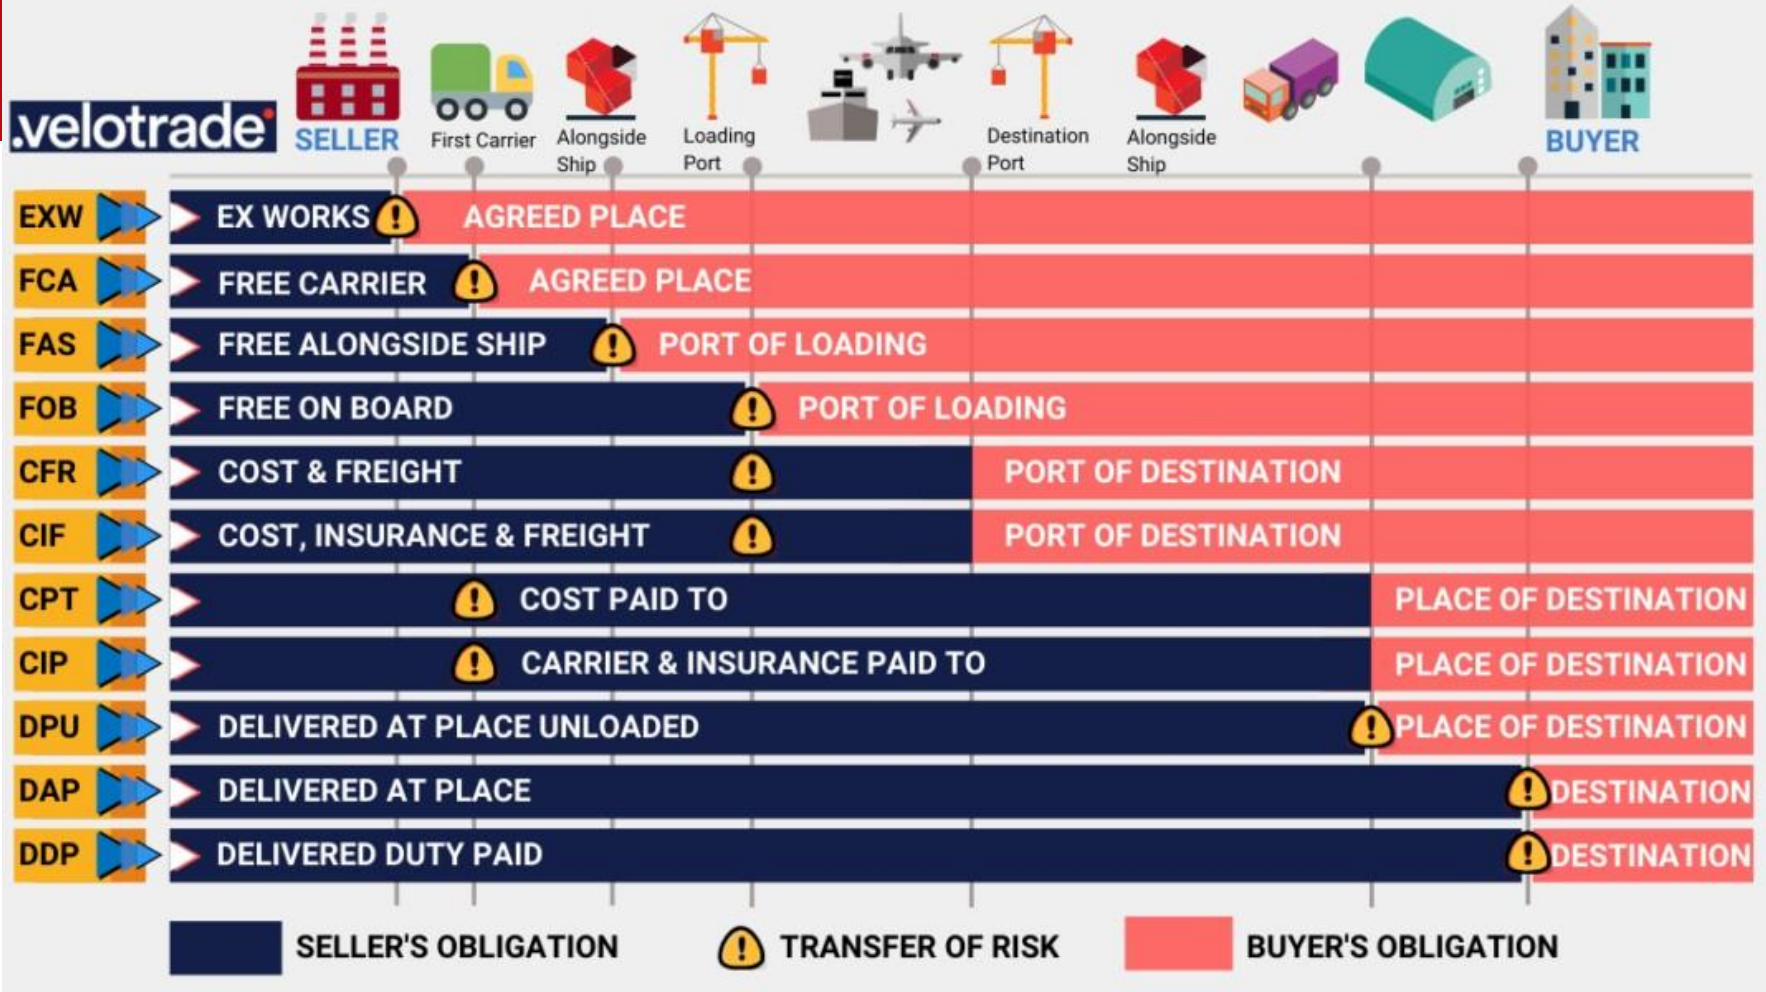 .velotrade
SELLER
First Carrier
Alongside
Ship
Loading
Port
Destination
Port
Alongside
Ship
BUYER
EXW EX WORKS AGREED PLACE
FCA FREE CARRIER AGREED PLACE
FAS FREE ALONGSIDE SHIP PORT OF LOADING
FOB FREE ON BOARD PORT OF LOADING
CFR COST & FREIGHT PORT OF DESTINATION
CIF COST, INSURANCE & FREIGHT PORT OF DESTINATION
CPT COST PAID TO PLACE OF DESTINATION
CIP CARRIER & INSURANCE PAID TO PLACE OF DESTINATION
DPU DELIVERED AT PLACE UNLOADED PLACE OF DESTINATION
DAP DELIVERED AT PLACE DESTINATION
DDP DELIVERED DUTY PAID DESTINATION
SELLER'S OBLIGATION TRANSFER OF RISK BUYER'S OBLIGATION